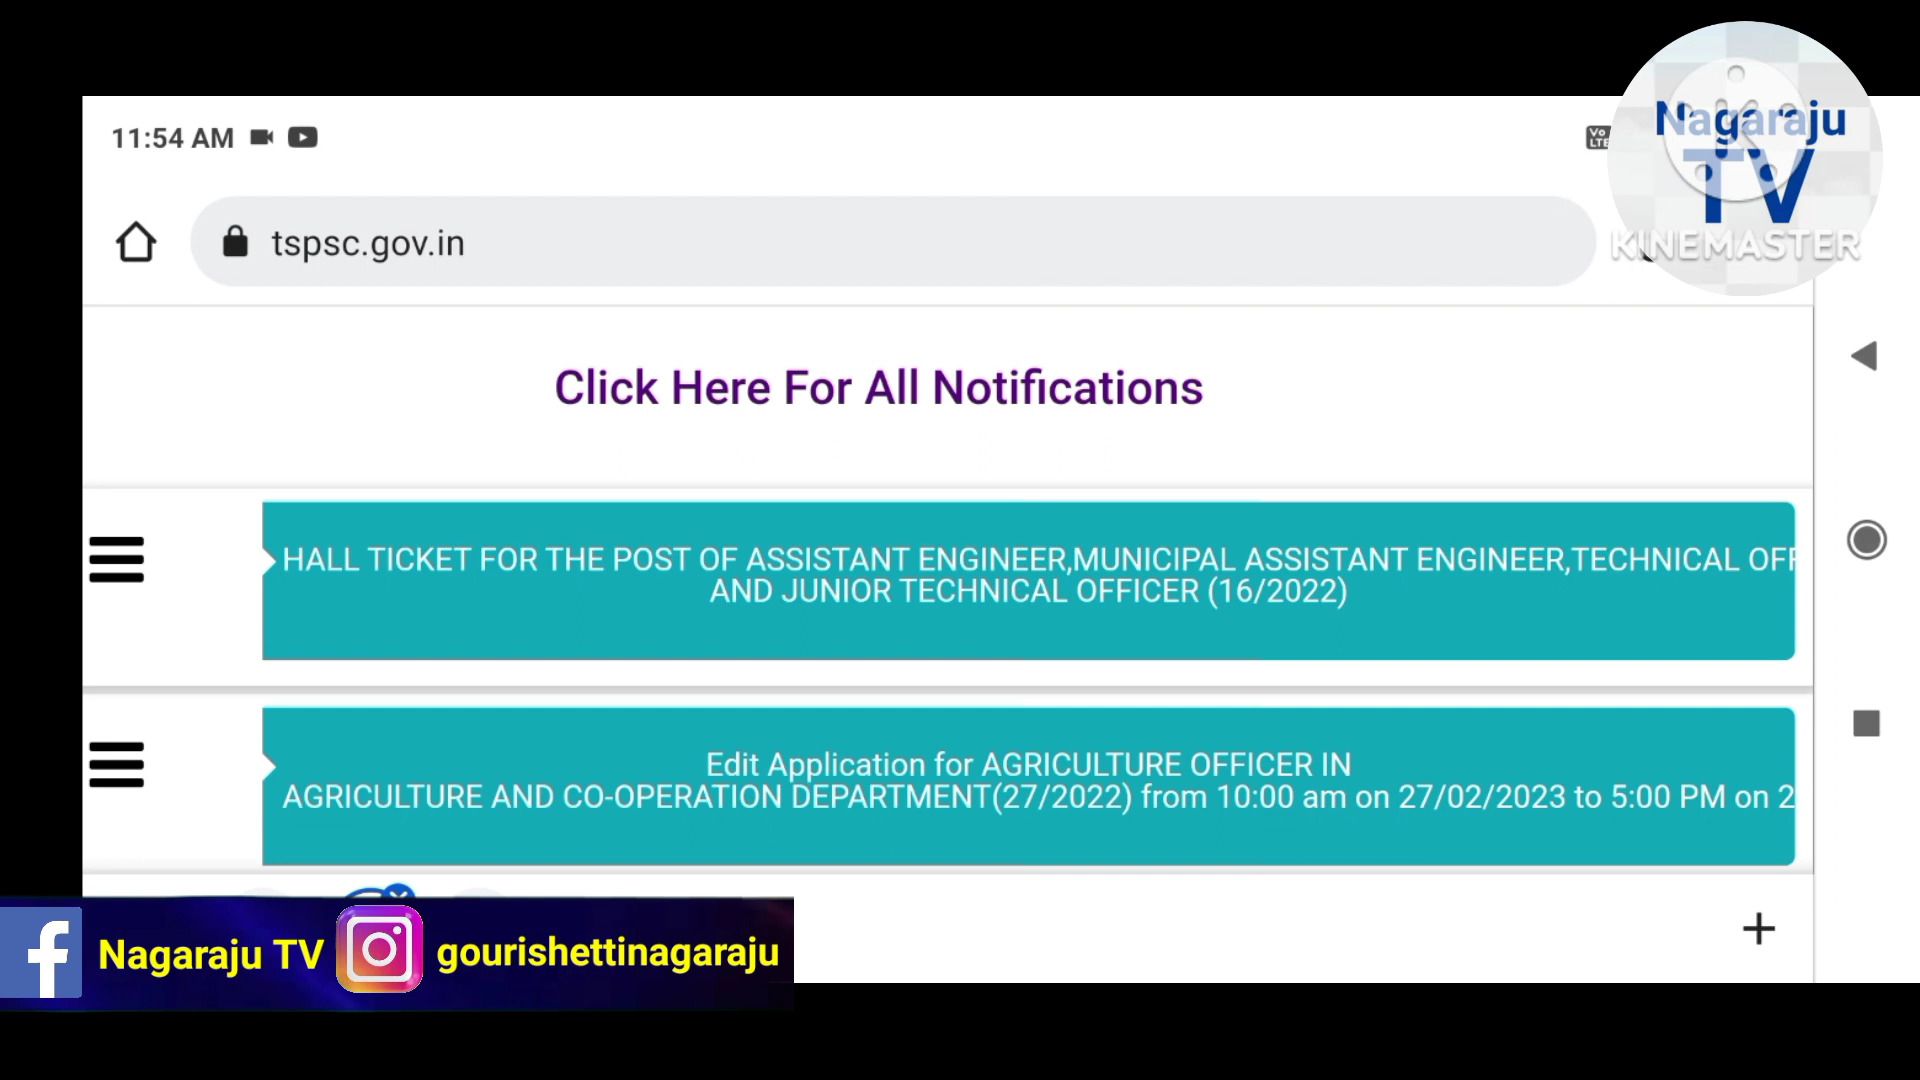 11:54 AM
Vo
LTE
Nagaraju
TV
KINEMASTER
tspsc.gov.in
Click Here For All Notifications
HALL TICKET FOR THE POST OF ASSISTANT ENGINEER,MUNICIPAL ASSISTANT ENGINEER,TECHNICAL
AND JUNIOR TECHNICAL OFFICER (16/2022)
Edit Application for AGRICULTURE OFFICER IN
AGRICULTURE AND CO-OPERATION DEPARTMENT(27/2022) from 10:00 am on 27/02/2023 to 5:00 PM on
Nagaraju TV
gourishettinagaraju